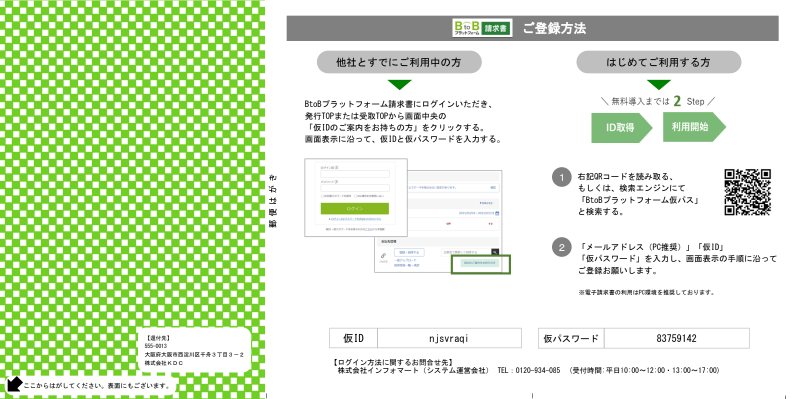 BtoB
プラットフォーム
請求書
ご登録方法
他社とすでにご利用中の方
BtoBプラットフォーム請求書にログインいただき、
発行TOPまたは受取TOPから画面中央の
「仮IDのご案内をお持ちの方」をクリックする。
画面表示に沿って、仮IDと仮パスワードを入力する。
ログイン
はじめてご利用する方
＼ 無料導入までは 2 Step ／
ID取得
利用開始
1
右記QRコードを読み取る、
もしくは、検索エンジンにて
「BtoBプラットフォーム仮パス」
と検索する。
2
「メールアドレス（PC推奨）」「仮ID」
「仮パスワード」を入力し、画面表示の手順に沿って
ご登録お願いします。
※電子請求書の利用はPC環境を推奨しております。
仮ID
njsvraqi
仮パスワード
83759142
【ログイン方法に関するお問合せ先】
株式会社インフォマート（システム運営会社） TEL：0120-934-085 （受付時間:平日10:00〜12:00・13:00〜17:00）
郵便はがき
【還付先】
555-0013
大阪府大阪市西淀川区千舟３丁目３−２
株式会社ＫＤＣ
ここからはがしてください。表面にもございます。